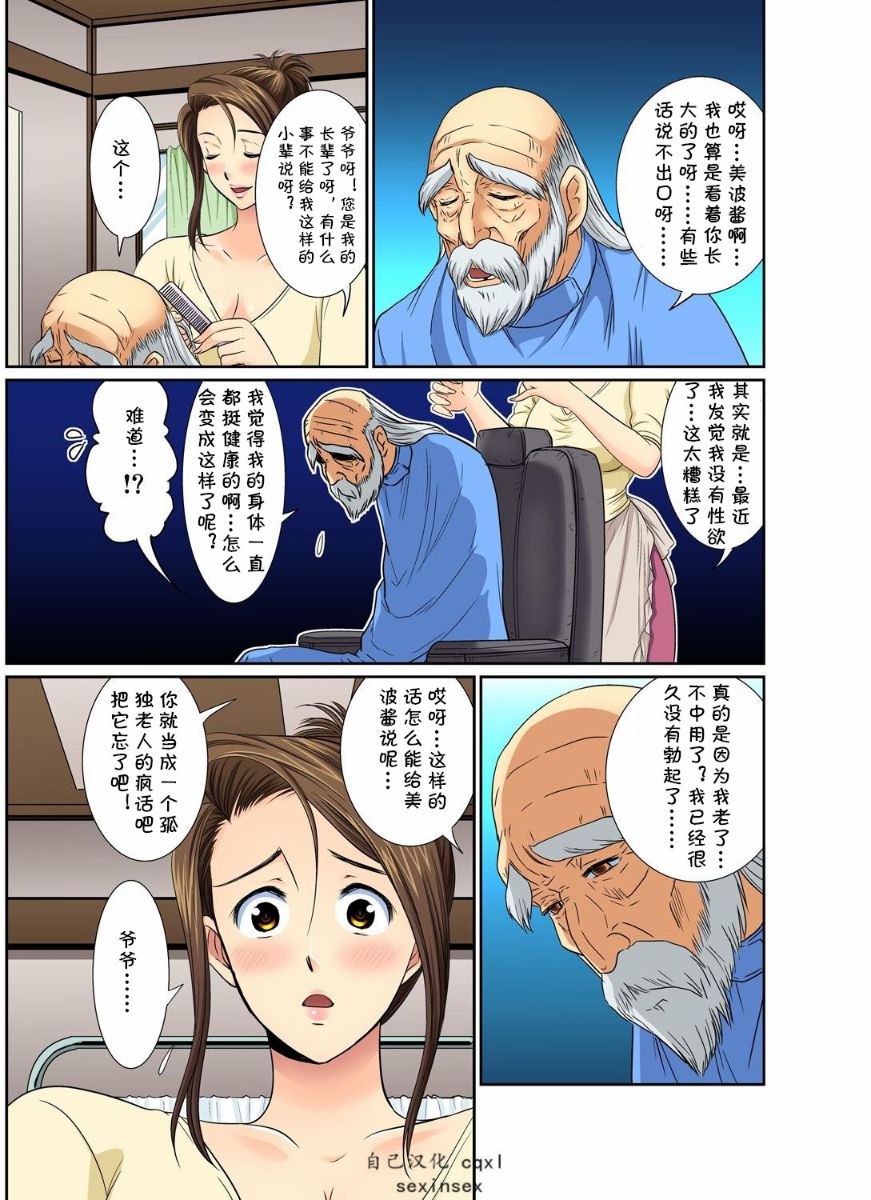 哎呀…美波酱啊…
我也算是看着你长
大的了呀……有些
话说不出口呀……
爷爷呀！您是我的
长辈了呀，有什么
事不能给我这样的
小辈说呀？
这个…
其实就是…最近
我发觉我没有性欲
了…这太糟糕了
我觉得我的身体一直
都挺健康的啊…怎么
会变成这样了呢？
难道…!?
真的是因为我老了…
不中用了？我已经很
久没有勃起了……
哎呀…这样的
话怎么能给美
波酱说呢…
你就当成一个孤
独老人的疯话吧
把它忘了吧！
爷爷……
自己汉化 cqxl
sexinsex